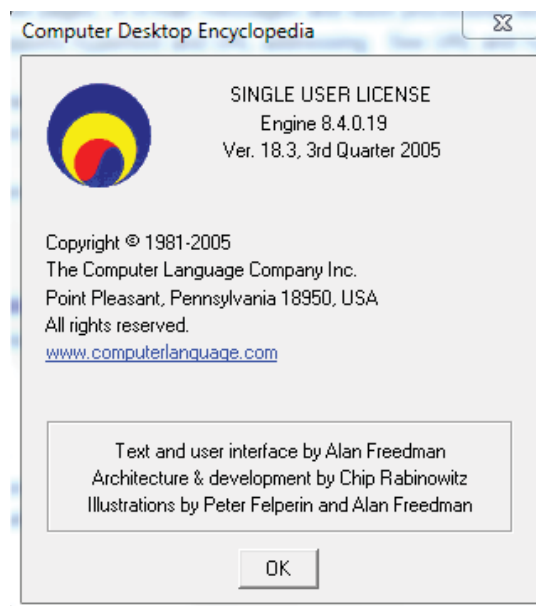 Computer Desktop Encyclopedia
SINGLE USER LICENSE
Engine 8.4.0.19
Ver. 18.3, 3rd Quarter 2005
Copyright © 1981-2005
The Computer Language Company Inc.
Point Pleasant, Pennsylvania 18950, USA
All rights reserved.
www.computerlanguage.com
Text and user interface by Alan Freedman
Architecture & development by Chip Rabinowitz
Illustrations by Peter Felperin and Alan Freedman
OK